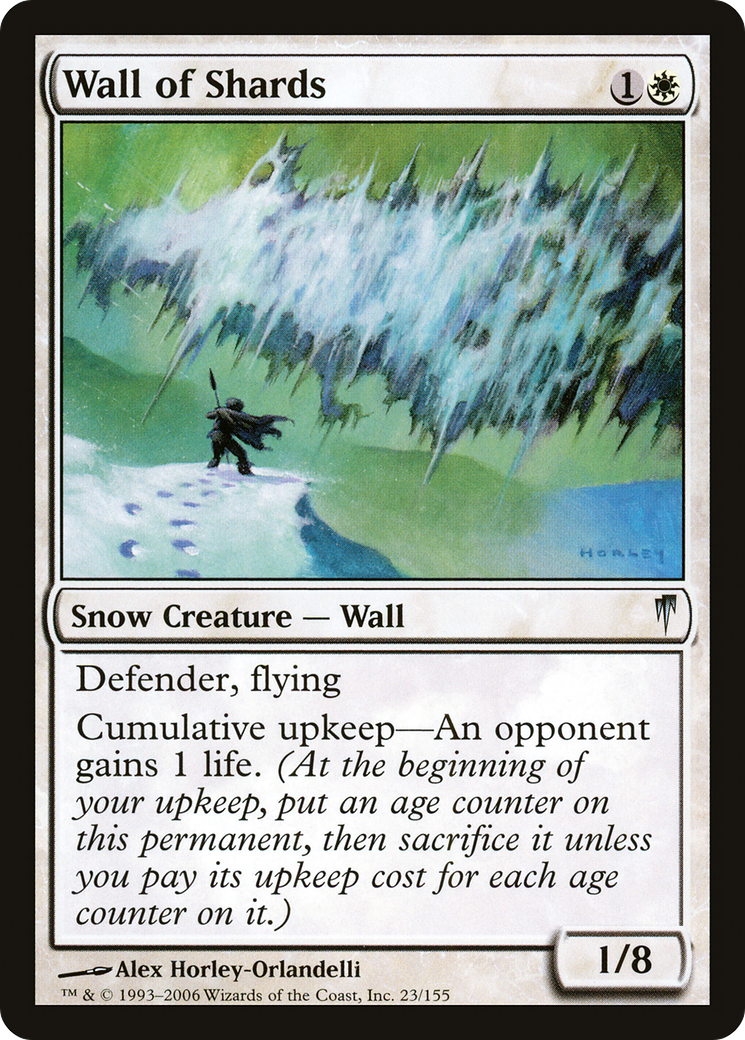 Wall of Shards
1
HORLEY
Snow Creature — Wall
Defender, flying
Cumulative upkeep—An opponent
gains 1 life. (At the beginning of
your upkeep, put an age counter on
this permanent, then sacrifice it unless
you pay its upkeep cost for each age
counter on it.)
1/8
Alex Horley-Orlandelli
™ & © 1993–2006 Wizards of the Coast, Inc. 23/155